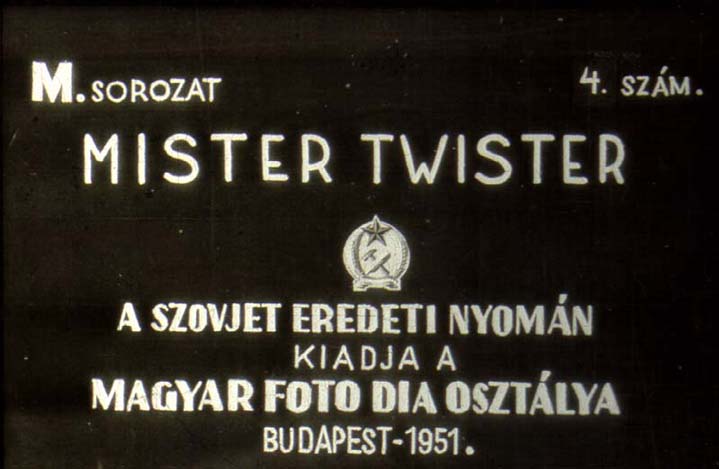 M. SOROZAT 4. SZÁM.
MISTER TWISTER
A SZOVJET EREDETI NYOMÁN
KIADJA A
MAGYAR FOTO DIA OSZTÁLYA
BUDAPEST-1951.